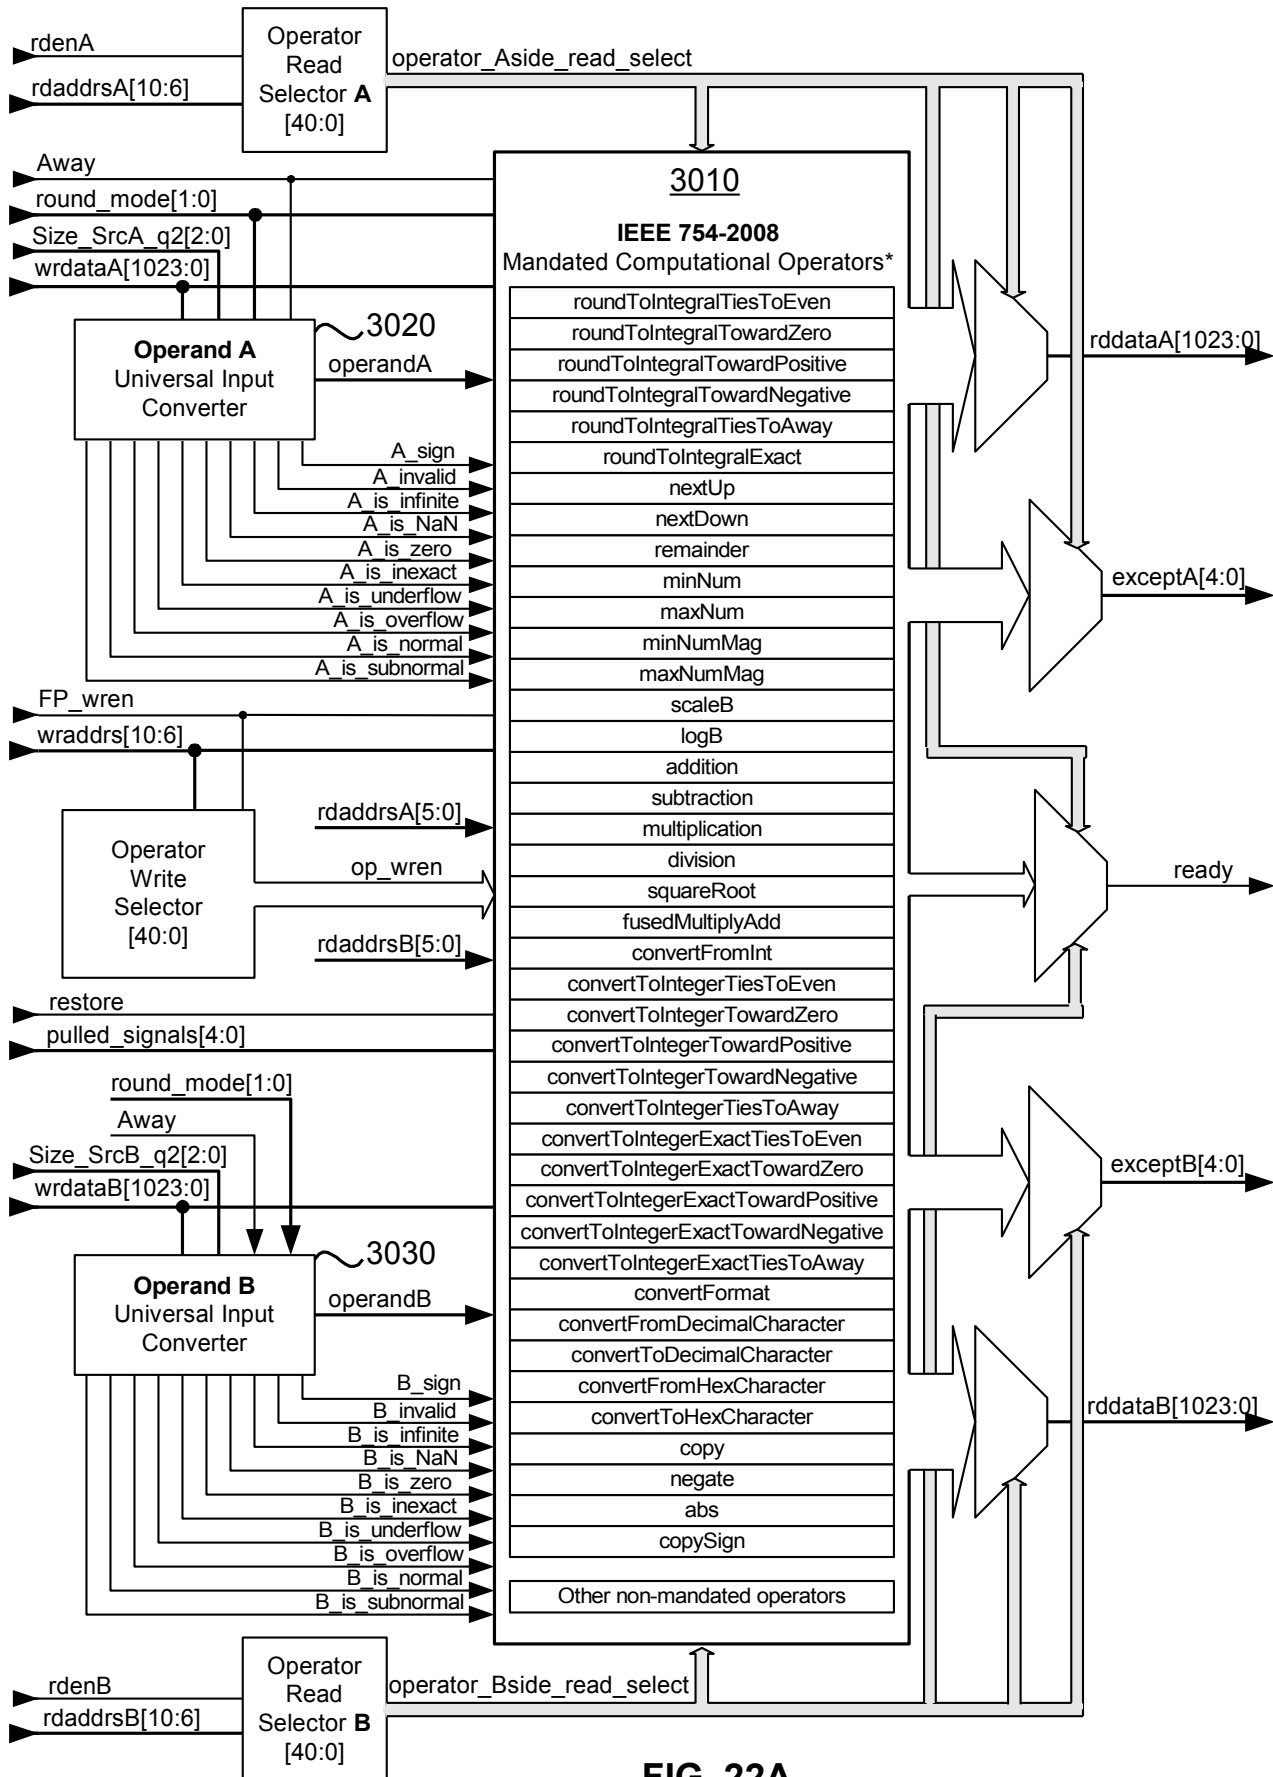 rdenA
rdaddrsA[10:6]
Operator
Read
Selector A
[40:0]
operator_Aside_read_select
Away
round_mode[1:0]
Size_SrcA_q2[2:0]
wrdataA[1023:0]
Operand A
Universal Input
Converter
3020
operandA
A_sign
A_invalid
A_is_infinite
A_is_NaN
A_is_zero
A_is_inexact
A_is_underflow
A_is_overflow
A_is_normal
A_is_subnormal
FP_wren
wraddrs[10:6]
Operator
Write
Selector
[40:0]
rdaddrsA[5:0]
op_wren
rdaddrsB[5:0]
restore
pulled_signals[4:0]
round_mode[1:0]
Away
Size_SrcB_q2[2:0]
wrdataB[1023:0]
Operand B
Universal Input
Converter
3030
operandB
B_sign
B_invalid
B_is_infinite
B_is_NaN
B_is_zero
B_is_inexact
B_is_underflow
B_is_overflow
B_is_normal
B_is_subnormal
rdenB
rdaddrsB[10:6]
Operator
Read
Selector B
[40:0]
operator_Bside_read_select
3010
IEEE 754-2008
Mandated Computational Operators*
roundToIntegralTiesToEven
roundToIntegralTowardZero
roundToIntegralTowardPositive
roundToIntegralTowardNegative
roundToIntegralTiesToAway
roundToIntegralExact
nextUp
nextDown
remainder
minNum
maxNum
minNumMag
maxNumMag
scaleB
logB
addition
subtraction
multiplication
division
squareRoot
fusedMultiplyAdd
convertFromInt
convertToIntegerTiesToEven
convertToIntegerTowardZero
convertToIntegerTowardPositive
convertToIntegerTowardNegative
convertToIntegerTiesToAway
convertToIntegerExactTiesToEven
convertToIntegerExactTowardZero
convertToIntegerExactTowardPositive
convertToIntegerExactTowardNegative
convertToIntegerExactTiesToAway
convertFormat
convertFromDecimalCharacter
convertToDecimalCharacter
convertFromHexCharacter
convertToHexCharacter
copy
negate
abs
copySign
Other non-mandated operators
rddataA[1023:0]
exceptA[4:0]
ready
exceptB[4:0]
rddataB[1023:0]
FIG. 22A